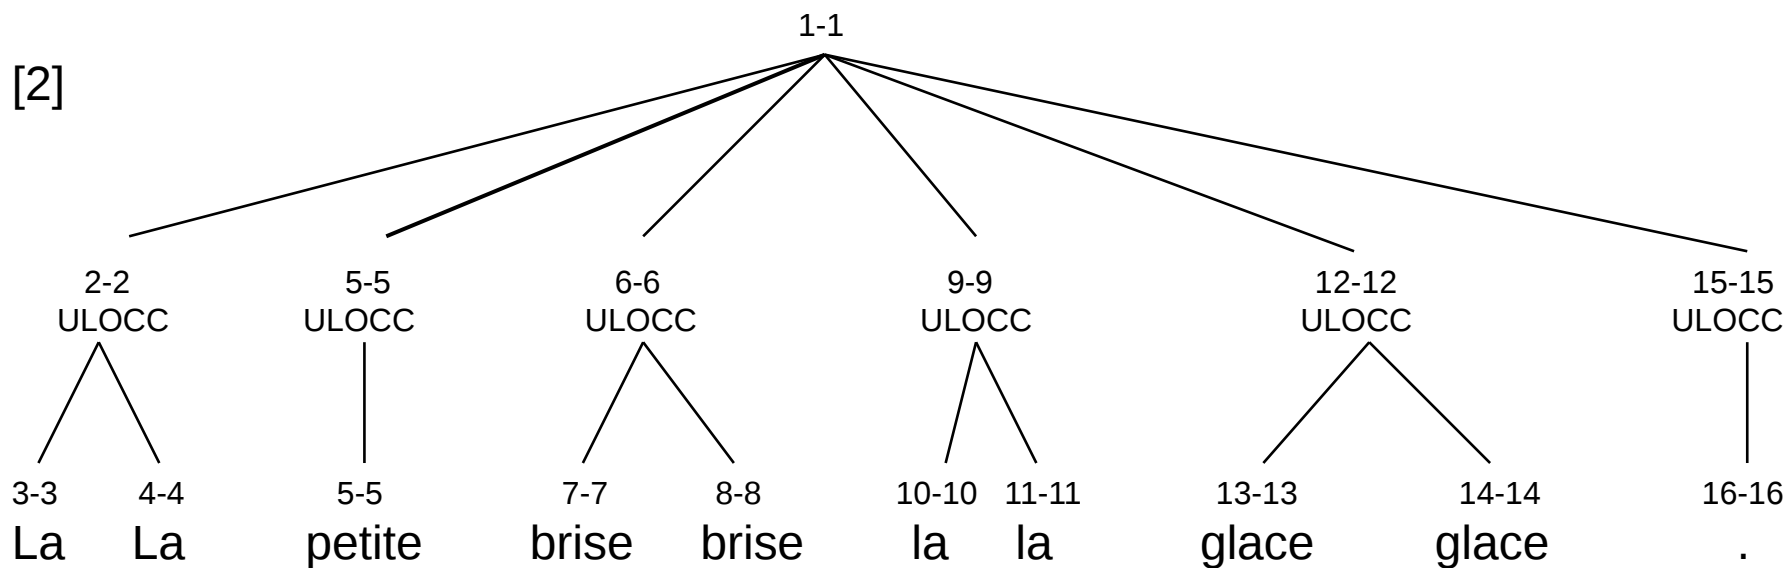 1-1
[2]
2-2 5-5 6-6 9-9 12-12 15-15
ULOCC ULOCC ULOCC ULOCC ULOCC ULOCC
3-3 4-4 5-5 7-7 8-8 10-10 11-11 13-13 14-14 16-16
La La petite brise brise la la glace glace .